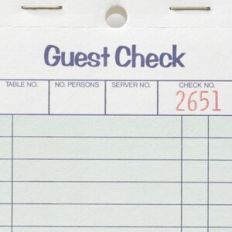 Guest Check
TABLE NO. NO. PERSONS SERVER NO. CHECK NO.
2651